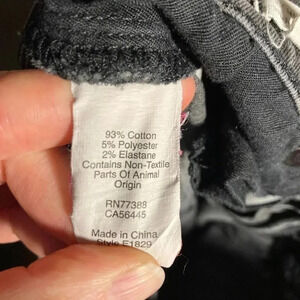 93% Cotton
5% Polyester
2% Elastane
Contains Non-Textile
Parts Of Animal
Origin
RN77388
CA56445
Made in China
Style E1829